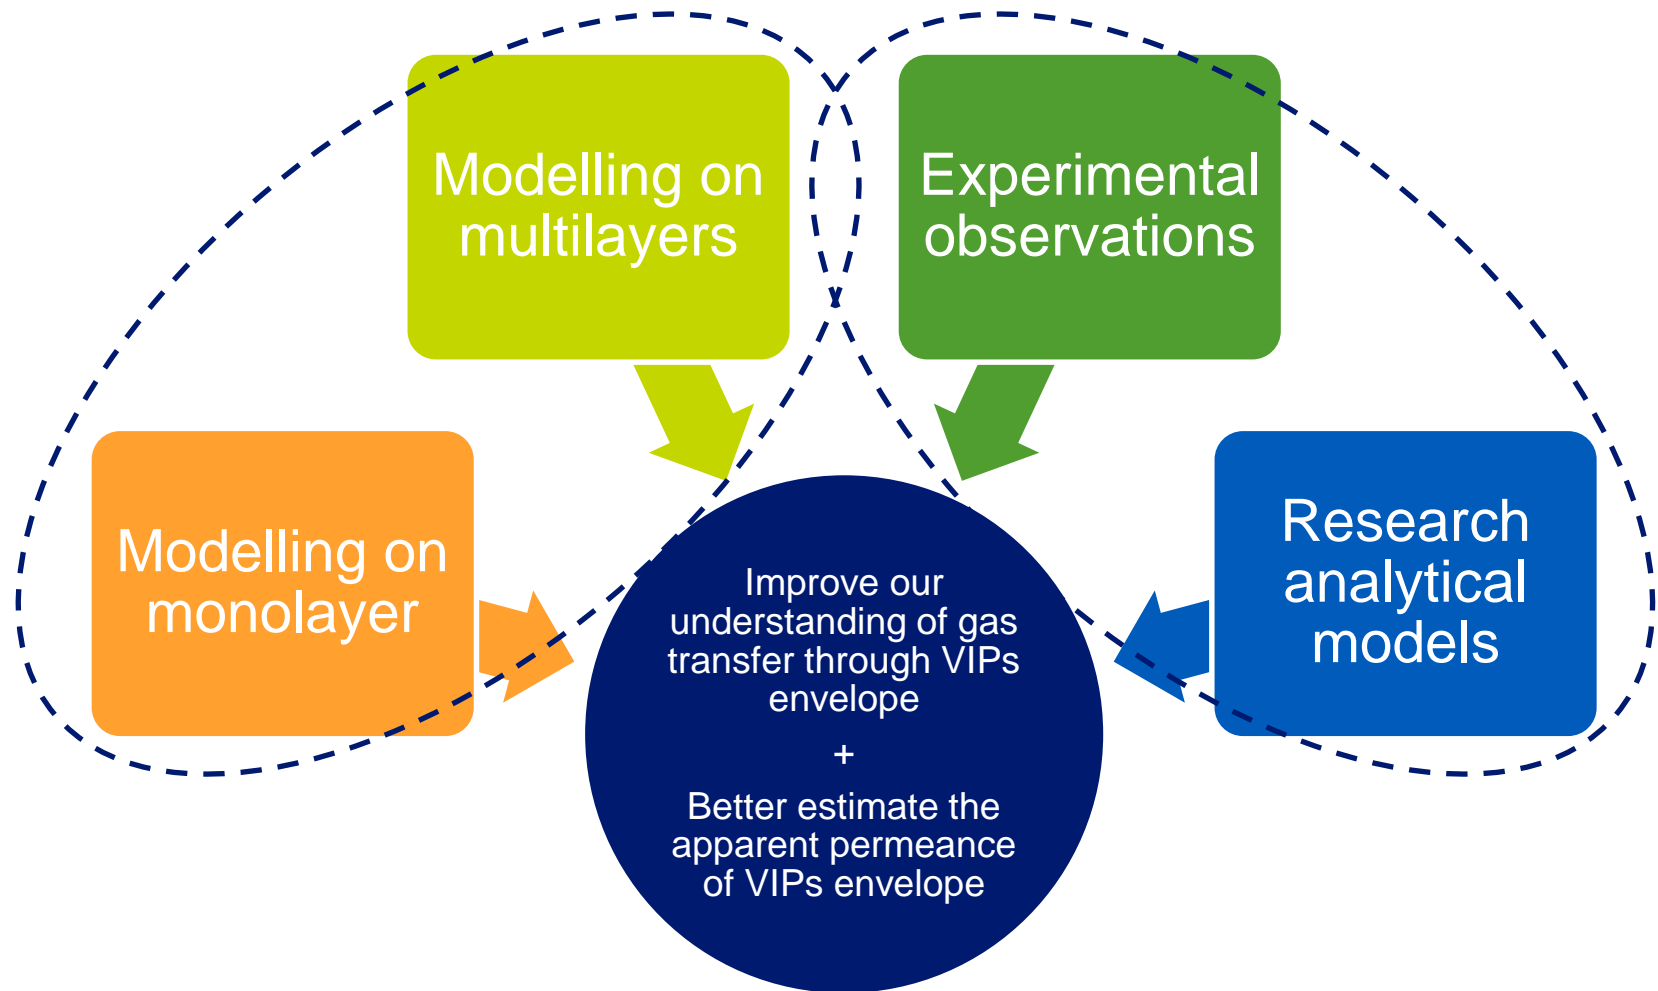 Modelling on
multilayers
Experimental
observations
Modelling on
monolayer
Research
analytical
models
Improve our
understanding of gas
transfer through VIPs
envelope
+
Better estimate the
apparent permeance
of VIPs envelope